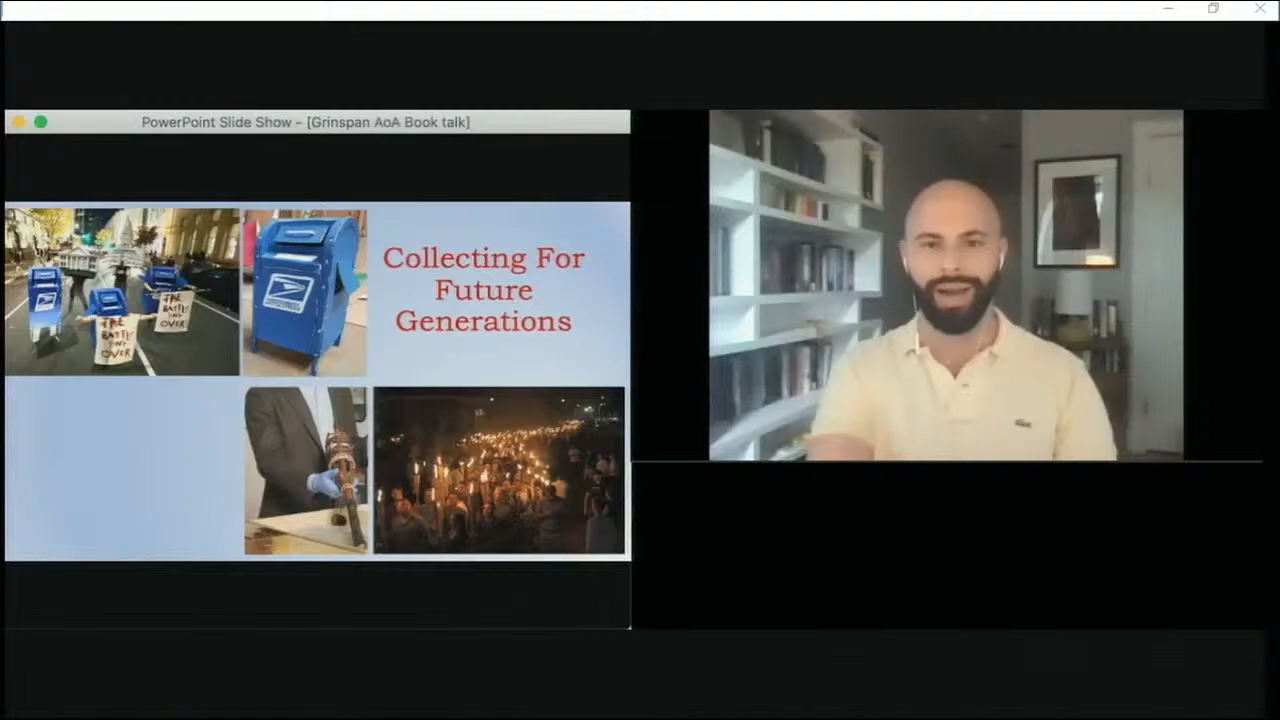 PowerPoint Slide Show – [Grinspan AoA Book talk]
Collecting For
Future
Generations
THE
BATTLE
OVER
THE
BATTLE
OVER